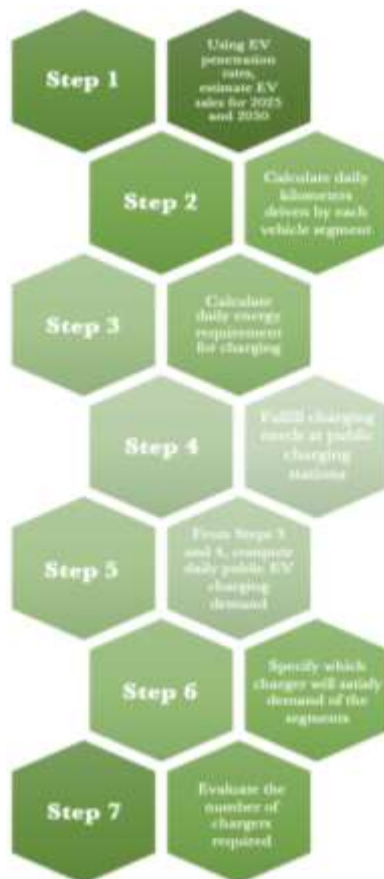 Step 1
Using EV
penetration
rates,
estimate EV
sales for 2025
and 2030
Step 2
Calculate daily
kilometers
driven by each
vehicle segment
Step 3
Calculate
daily energy
requirement
for charging
Step 4
Fulfill charging
needs at public
charging
stations
Step 5
From Steps 3
and 4, compute
daily public EV
charging
demand
Step 6
Specify which
charger will satisfy
demand of the
segments
Step 7
Evaluate the
number of
chargers
required